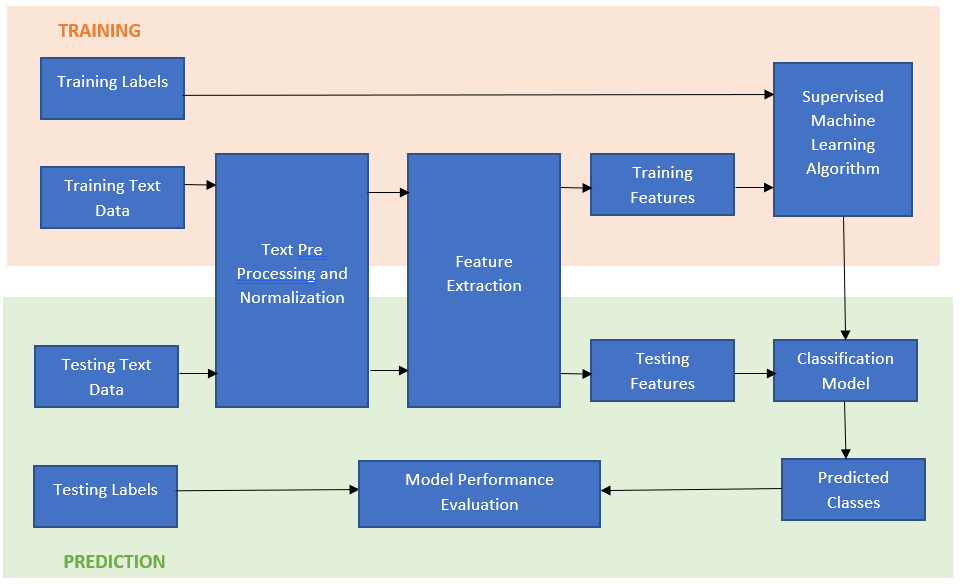 TRAINING
Training Labels
Supervised
Machine
Learning
Algorithm
Training Text
Data
Text Pre
Processing and
Normalization
Feature
Extraction
Training
Features
Testing Text
Data
Testing
Features
Classification
Model
Testing Labels
Model Performance
Evaluation
Predicted
Classes
PREDICTION